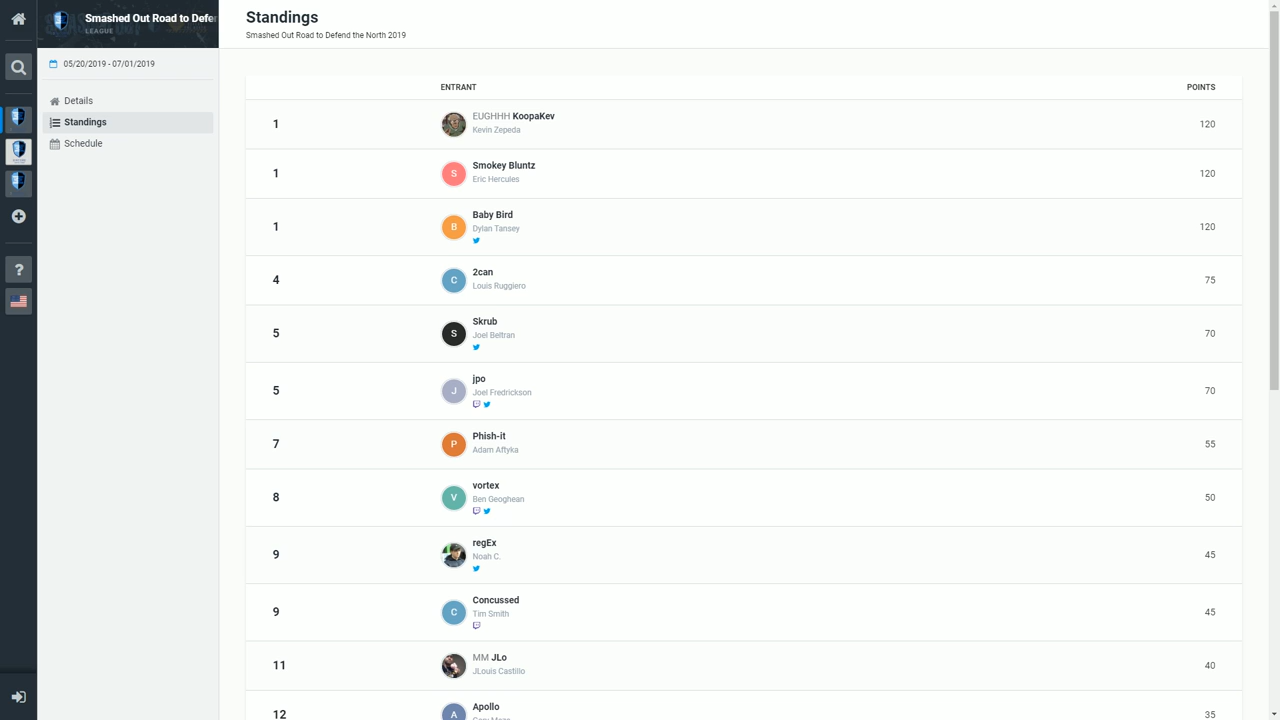 Smashed Out Road to Defer
LEAGUE
05/20/2019 - 07/01/2019
Details
Standings
Schedule
?
Standings
Smashed Out Road to Defend the North 2019
ENTRANT POINTS
1 EUGHHH KoopaKev 120
Kevin Zepeda
1 S Smokey Bluntz 120
Eric Hercules
1 B Baby Bird 120
Dylan Tansey
4 C 2can 75
Louis Ruggiero
5 S Skrub 70
Joel Beltran
5 J jpo 70
Joel Fredrickson
7 P Phish-it 55
Adam Aftyka
8 V vortex 50
Ben Geoghean
9 regEx 45
Noah C.
9 C Concussed 45
Tim Smith
11 MM JLo 40
JLouis Castillo
12 A Apollo 35